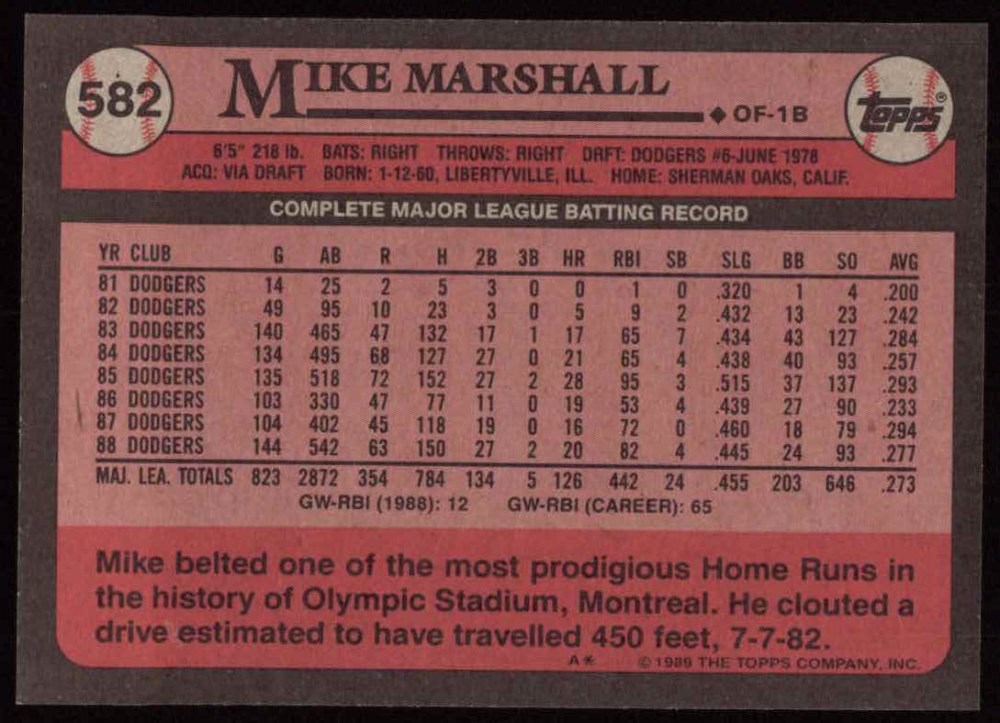 582
MIKE MARSHALL
◆ OF-1B
TOPPS®
6'5" 218 lb. BATS: RIGHT THROWS: RIGHT DRFT: DODGERS #6-JUNE 1978
ACQ: VIA DRAFT BORN: 1-12-60, LIBERTYVILLE, ILL. HOME: SHERMAN OAKS, CALIF.
COMPLETE MAJOR LEAGUE BATTING RECORD
YR CLUB G AB R H 2B 3B HR RBI SB SLG BB SO AVG
81 DODGERS 14 25 2 5 3 0 0 1 0 .320 1 4 .200
82 DODGERS 49 95 10 23 3 0 5 9 2 .432 13 23 .242
83 DODGERS 140 465 47 132 17 1 17 65 7 .434 43 127 .284
84 DODGERS 134 495 68 127 27 0 21 65 4 .438 40 93 .257
85 DODGERS 135 518 72 152 27 2 28 95 3 .515 37 137 .293
86 DODGERS 103 330 47 77 11 0 19 53 4 .439 27 90 .233
87 DODGERS 104 402 45 118 19 0 16 72 0 .460 18 79 .294
88 DODGERS 144 542 63 150 27 2 20 82 4 .445 24 93 .277
MAJ. LEA. TOTALS 823 2872 354 784 134 5 126 442 24 .455 203 646 .273
GW-RBI (1988): 12 GW-RBI (CAREER): 65
Mike belted one of the most prodigious Home Runs in
the history of Olympic Stadium, Montreal. He clouted a
drive estimated to have travelled 450 feet, 7-7-82.
A* © 1989 THE TOPPS COMPANY, INC.